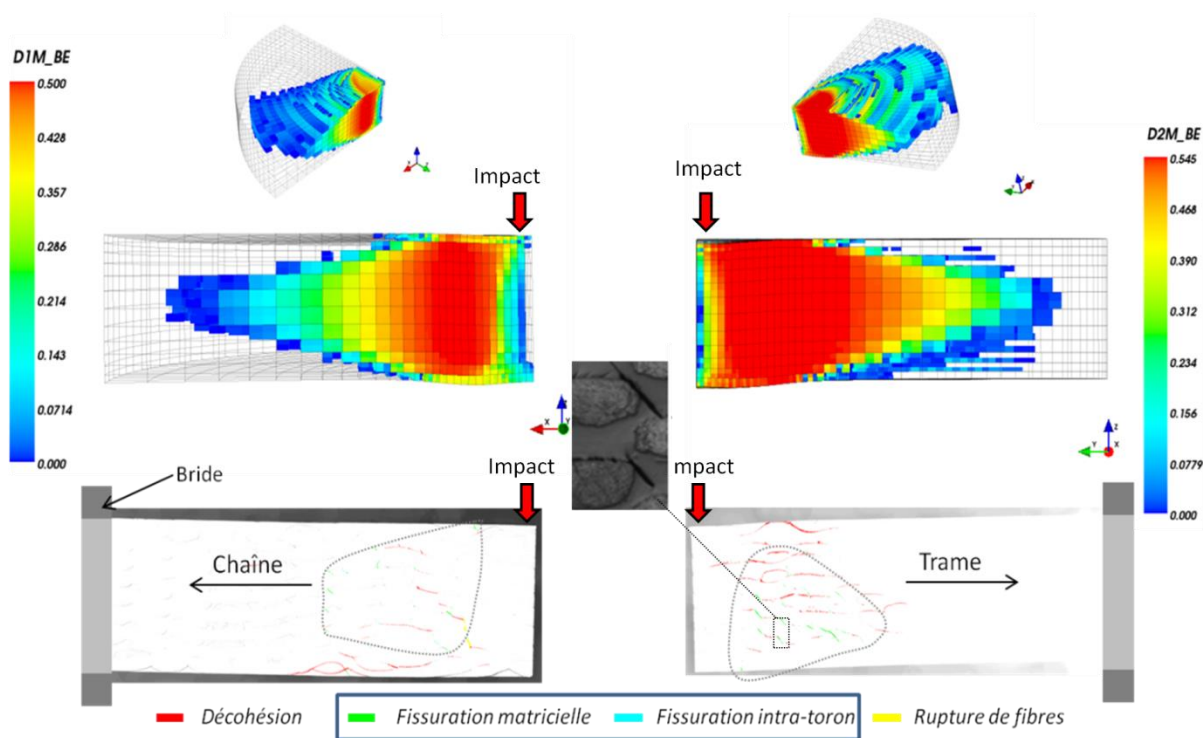 D1M_BE
0.500
0.428
0.357
0.286
0.214
0.143
0.0714
0.000
D2M_BE
0.545
0.468
0.390
0.312
0.234
0.156
0.0779
0.000
Impact
Impact
X
Z
Y
Y
Z
X
Impact
mpact
Bride
Chaîne
Trame
Décohésion
Fissuration matricielle
Fissuration intra-toron
Rupture de fibres